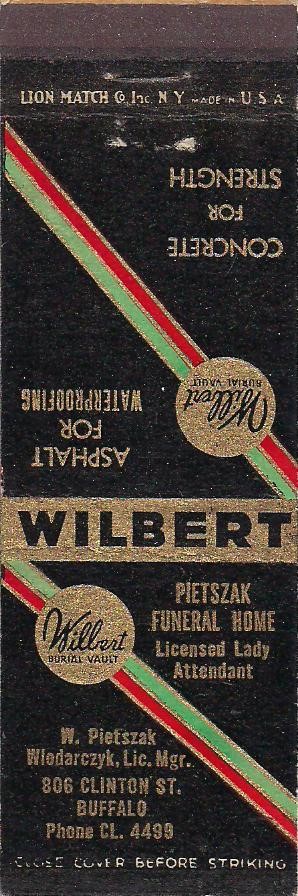 LION MATCH Co Inc. N Y MADE IN U S A
CONCRETE
FOR
STRENGTH
Wilbert
BURIAL VAULT
ASPHALT
FOR
WATERPROOFING
WILBERT
Wilbert
BURIAL VAULT
PIETSZAK
FUNERAL HOME
Licensed Lady
Attendant
W. Pietszak
Wlodarczyk, Lic. Mgr.
806 CLINTON ST.
BUFFALO
Phone CL. 4499
CLOSE COVER BEFORE STRIKING